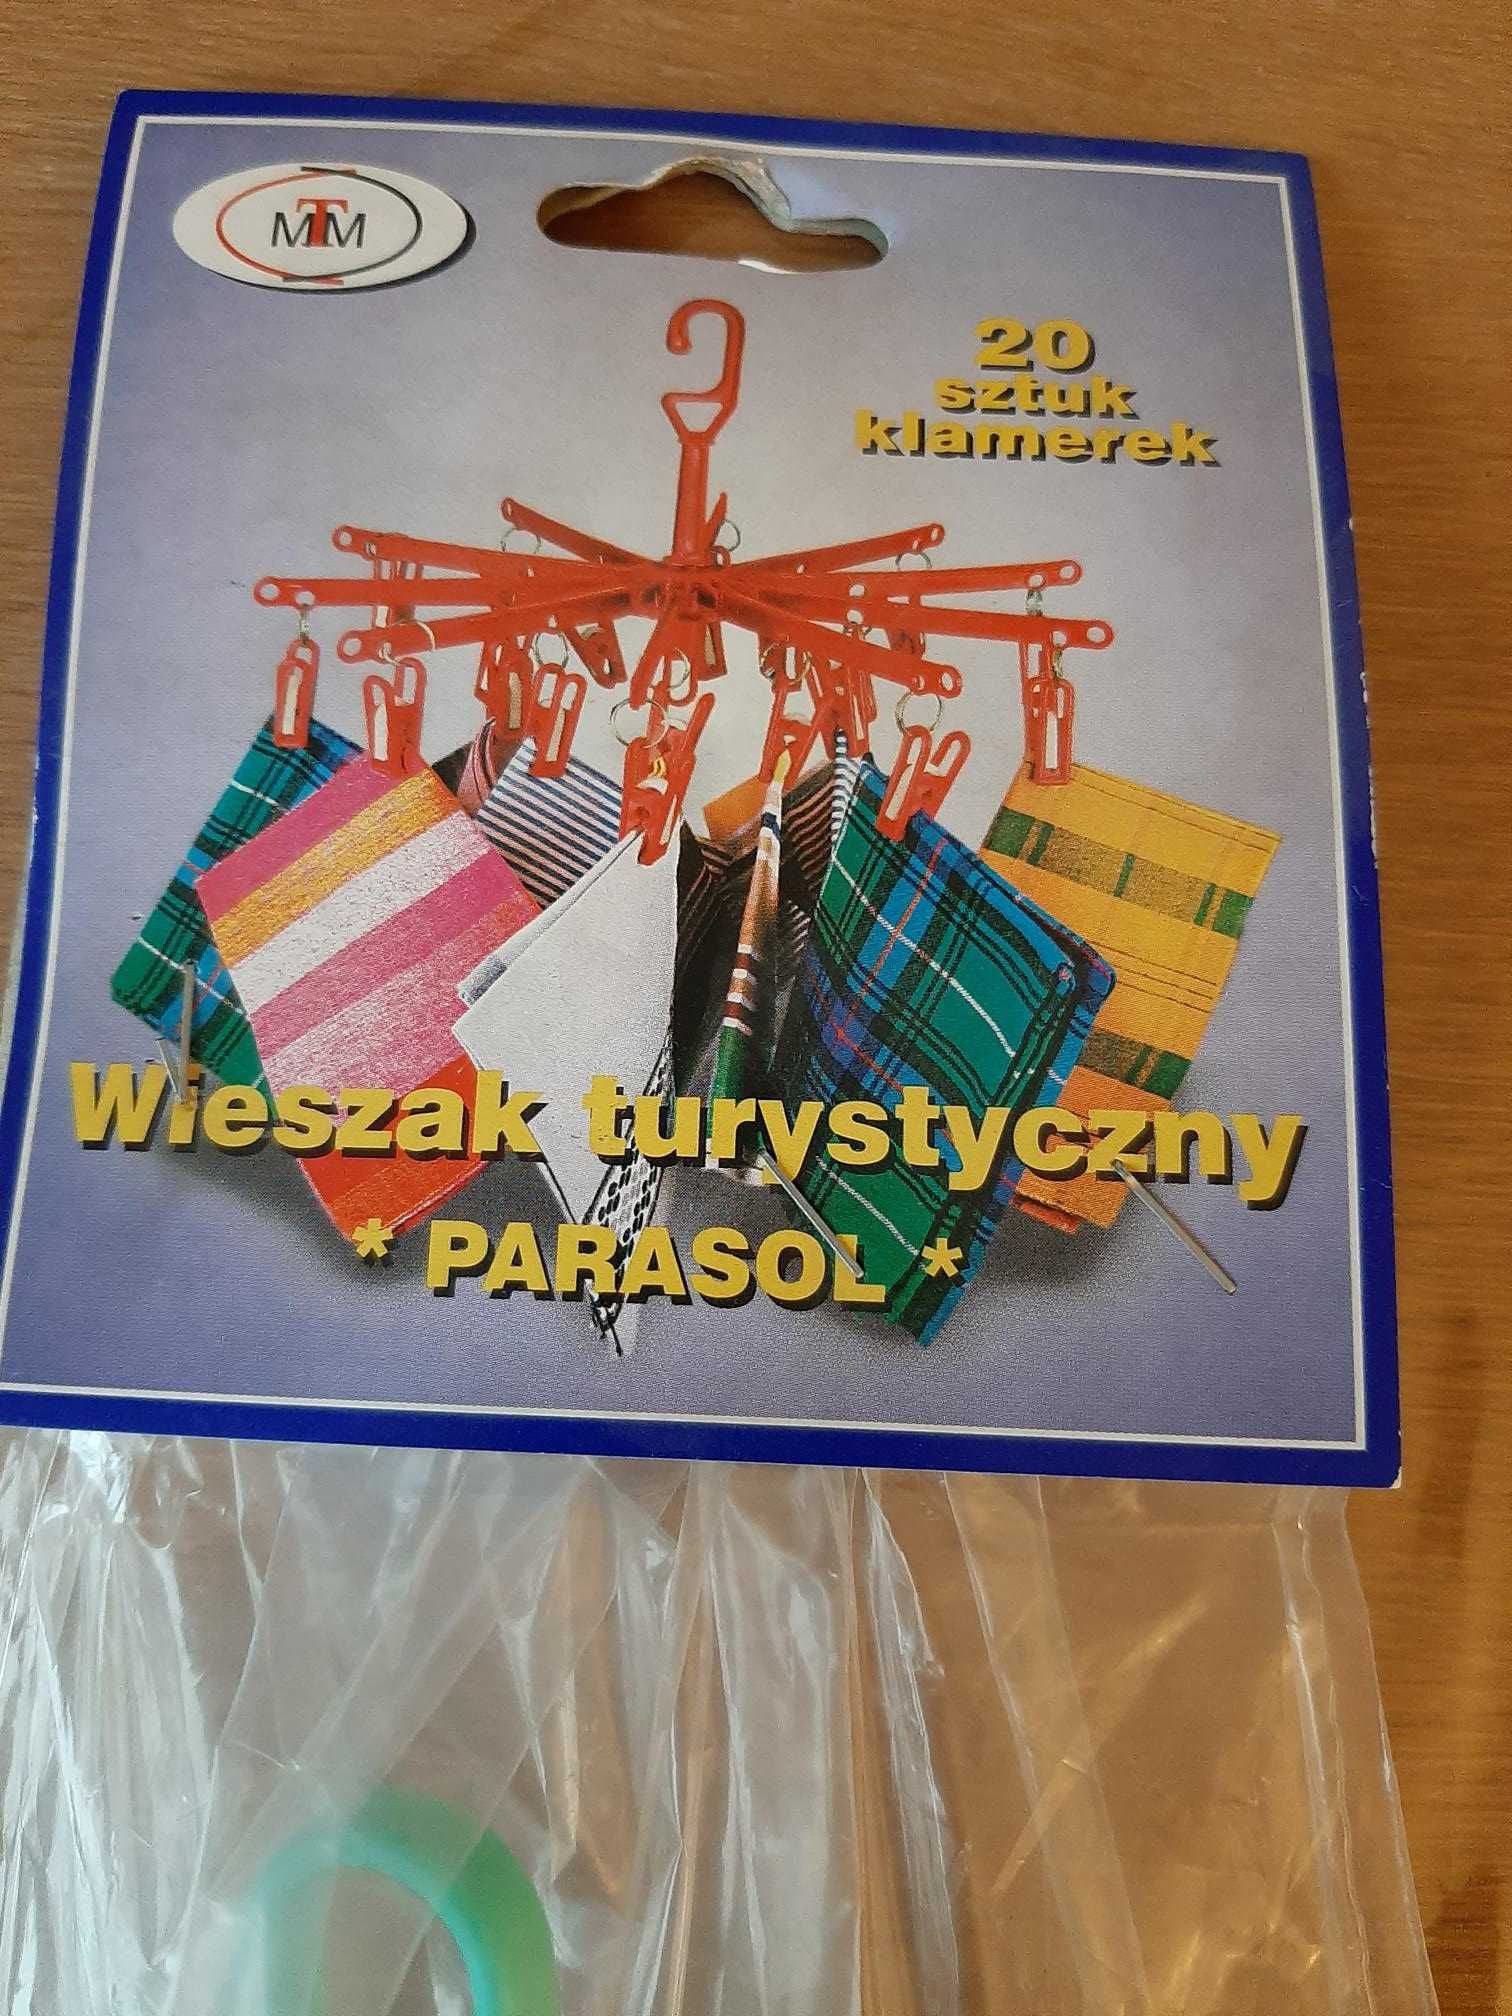 MTM
20
sztuk
klamerek
Wieszak turystyczny
* PARASOL *